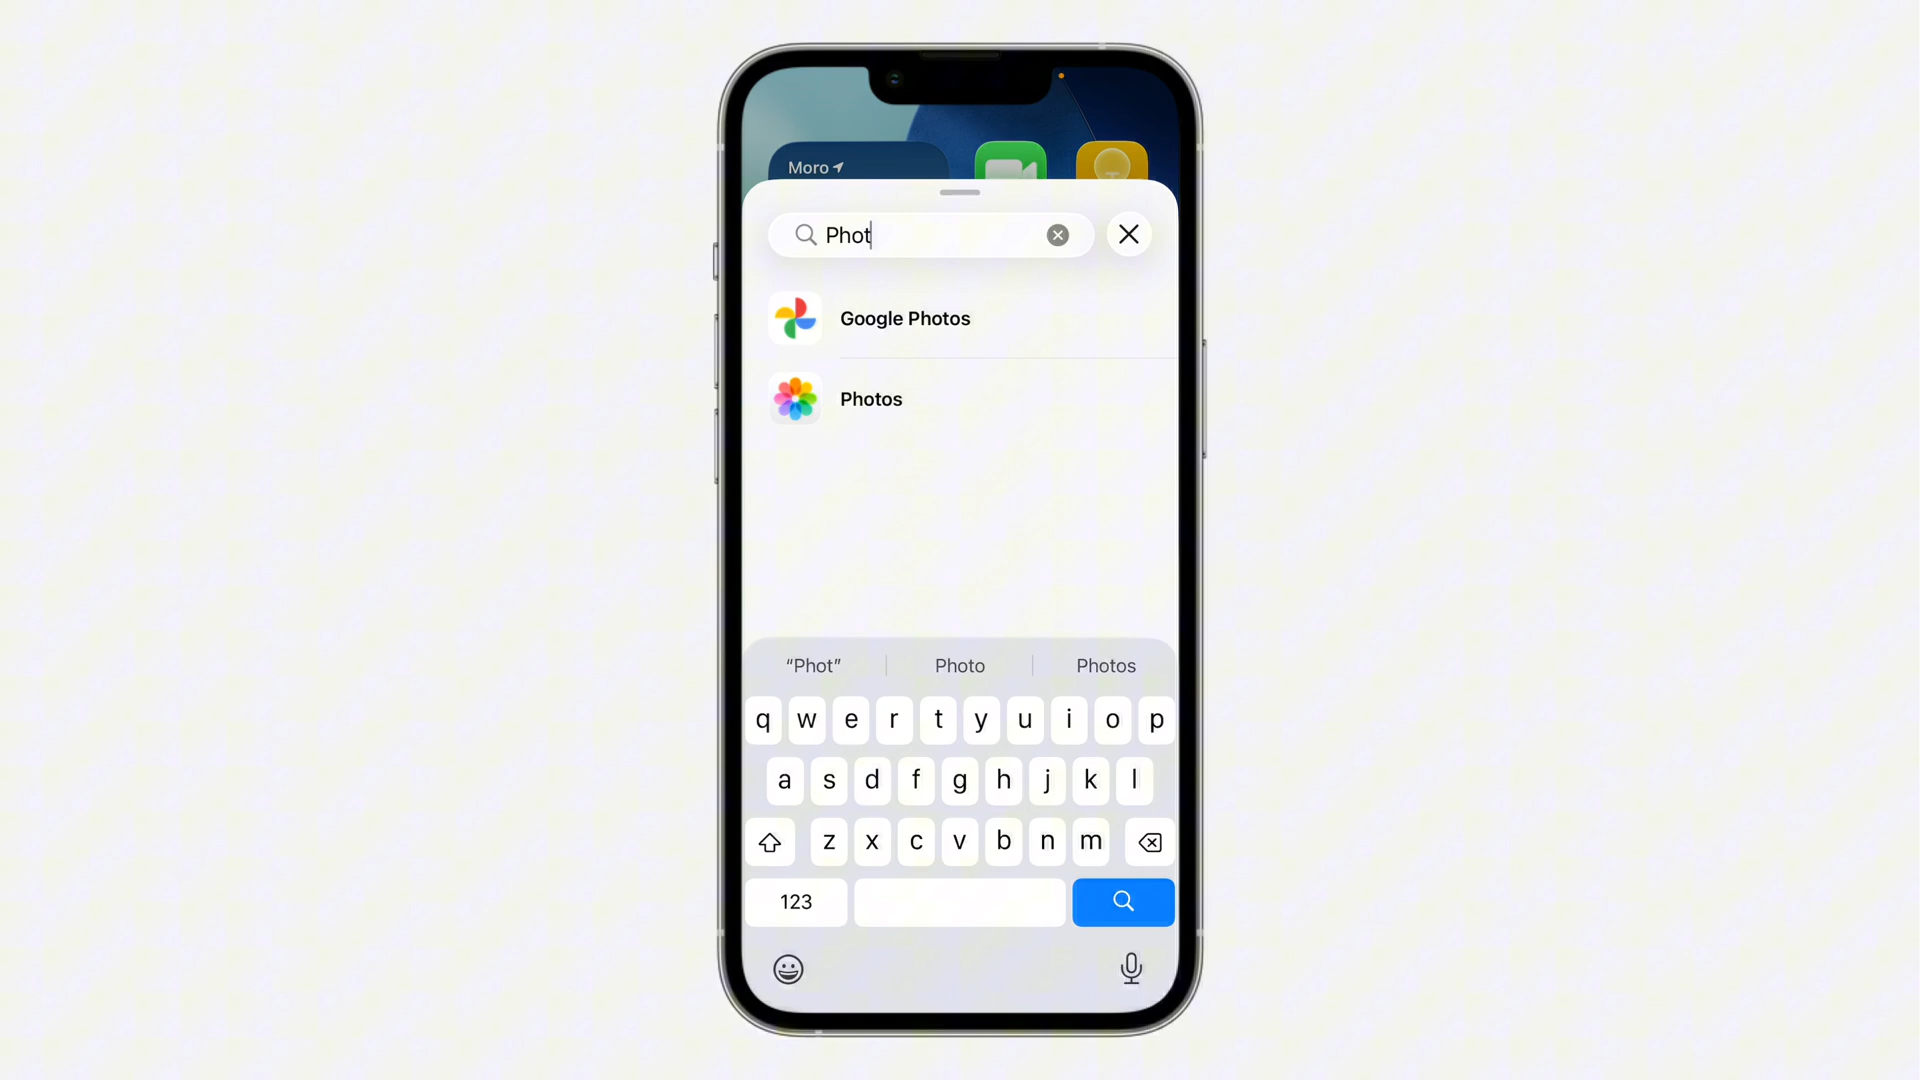 Moro
Phot
Google Photos
Photos
“Phot” Photo Photos
q w e r t y u i o p
a s d f g h j k l
z x c v b n m
123